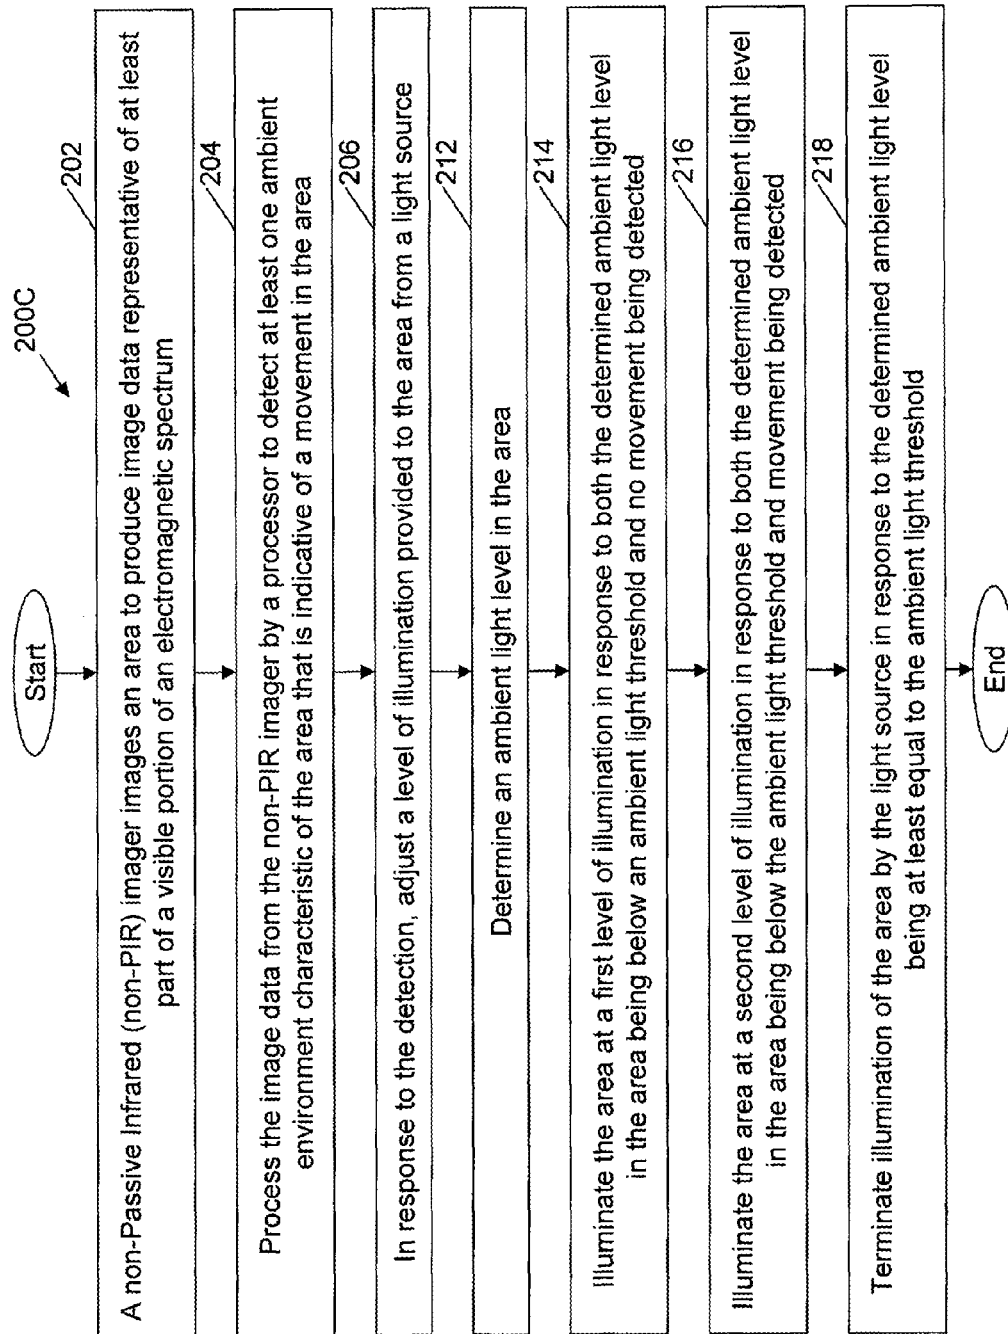 200C
Start
202
A non-Passive Infrared (non-PIR) imager images an area to produce image data representative of at least
part of a visible portion of an electromagnetic spectrum
204
Process the image data from the non-PIR imager by a processor to detect at least one ambient
environment characteristic of the area that is indicative of a movement in the area
206
In response to the detection, adjust a level of illumination provided to the area from a light source
212
Determine an ambient light level in the area
214
Illuminate the area at a first level of illumination in response to both the determined ambient light level
in the area being below an ambient light threshold and no movement being detected
216
Illuminate the area at a second level of illumination in response to both the determined ambient light level
in the area being below the ambient light threshold and movement being detected
218
Terminate illumination of the area by the light source in response to the determined ambient light level
being at least equal to the ambient light threshold
End